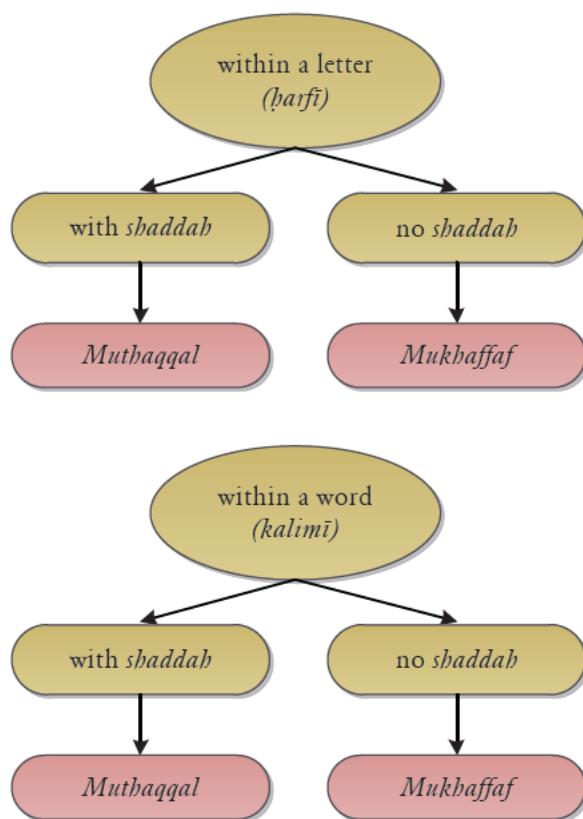 within a letter
(ḥarfī)
with shaddah
no shaddah
Muthaqqal
Mukhaffaf
within a word
(kalimī)
with shaddah
no shaddah
Muthaqqal
Mukhaffaf